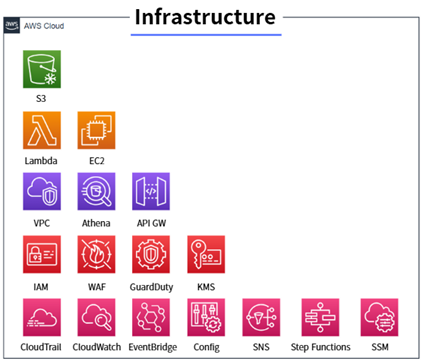 Infrastructure
aws AWS Cloud
S3
Lambda EC2
VPC Athena API GW
IAM WAF GuardDuty KMS
CloudTrail CloudWatch EventBridge Config SNS Step Functions SSM